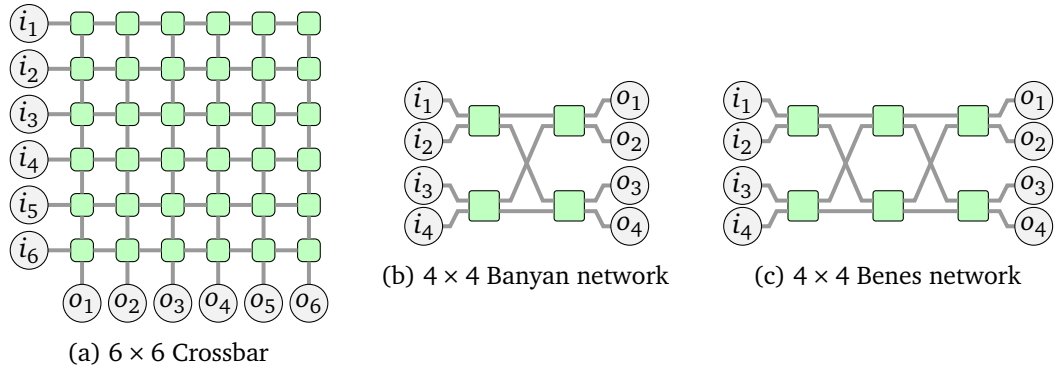 i1
i2
i3
i4
i5
i6
o1 o2 o3 o4 o5 o6
(a) 6 × 6 Crossbar
i1
i2
i3
i4
o1
o2
o3
o4
(b) 4 × 4 Banyan network
i1
i2
i3
i4
o1
o2
o3
o4
(c) 4 × 4 Benes network